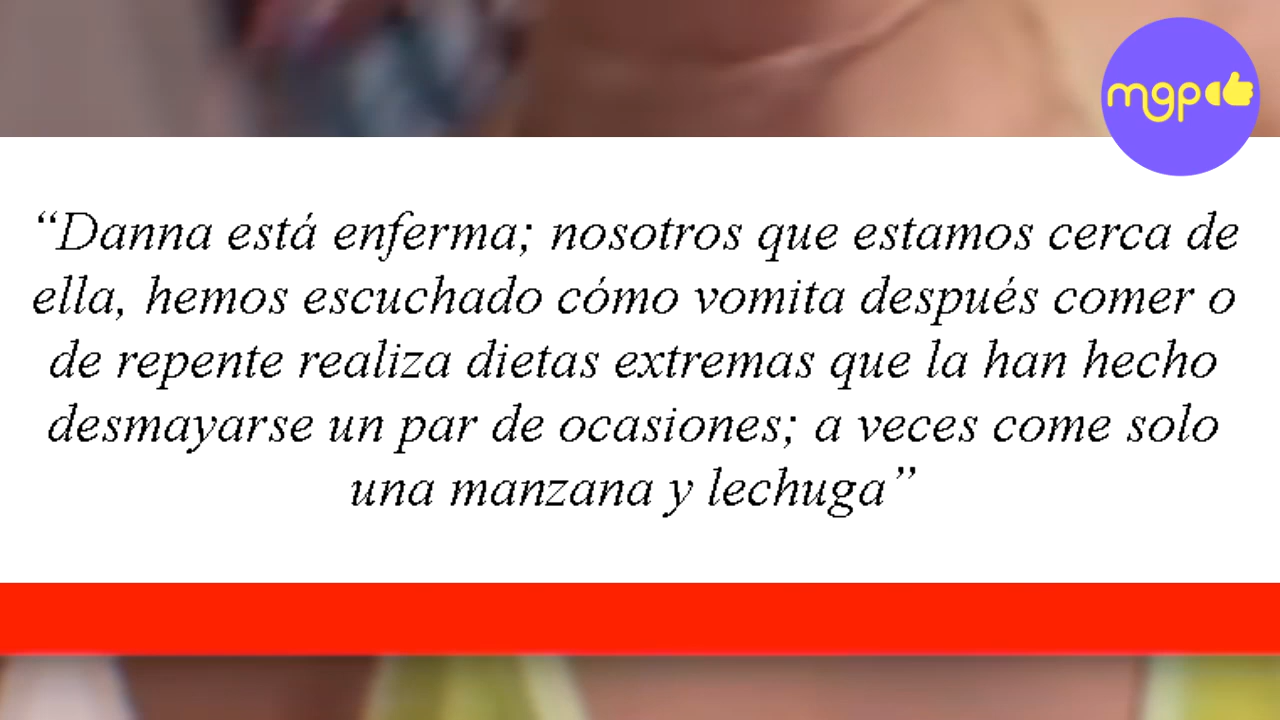 mgp
“Danna está enferma; nosotros que estamos cerca de
ella, hemos escuchado cómo vomita después comer o
de repente realiza dietas extremas que la han hecho
desmayarse un par de ocasiones; a veces come solo
una manzana y lechuga”